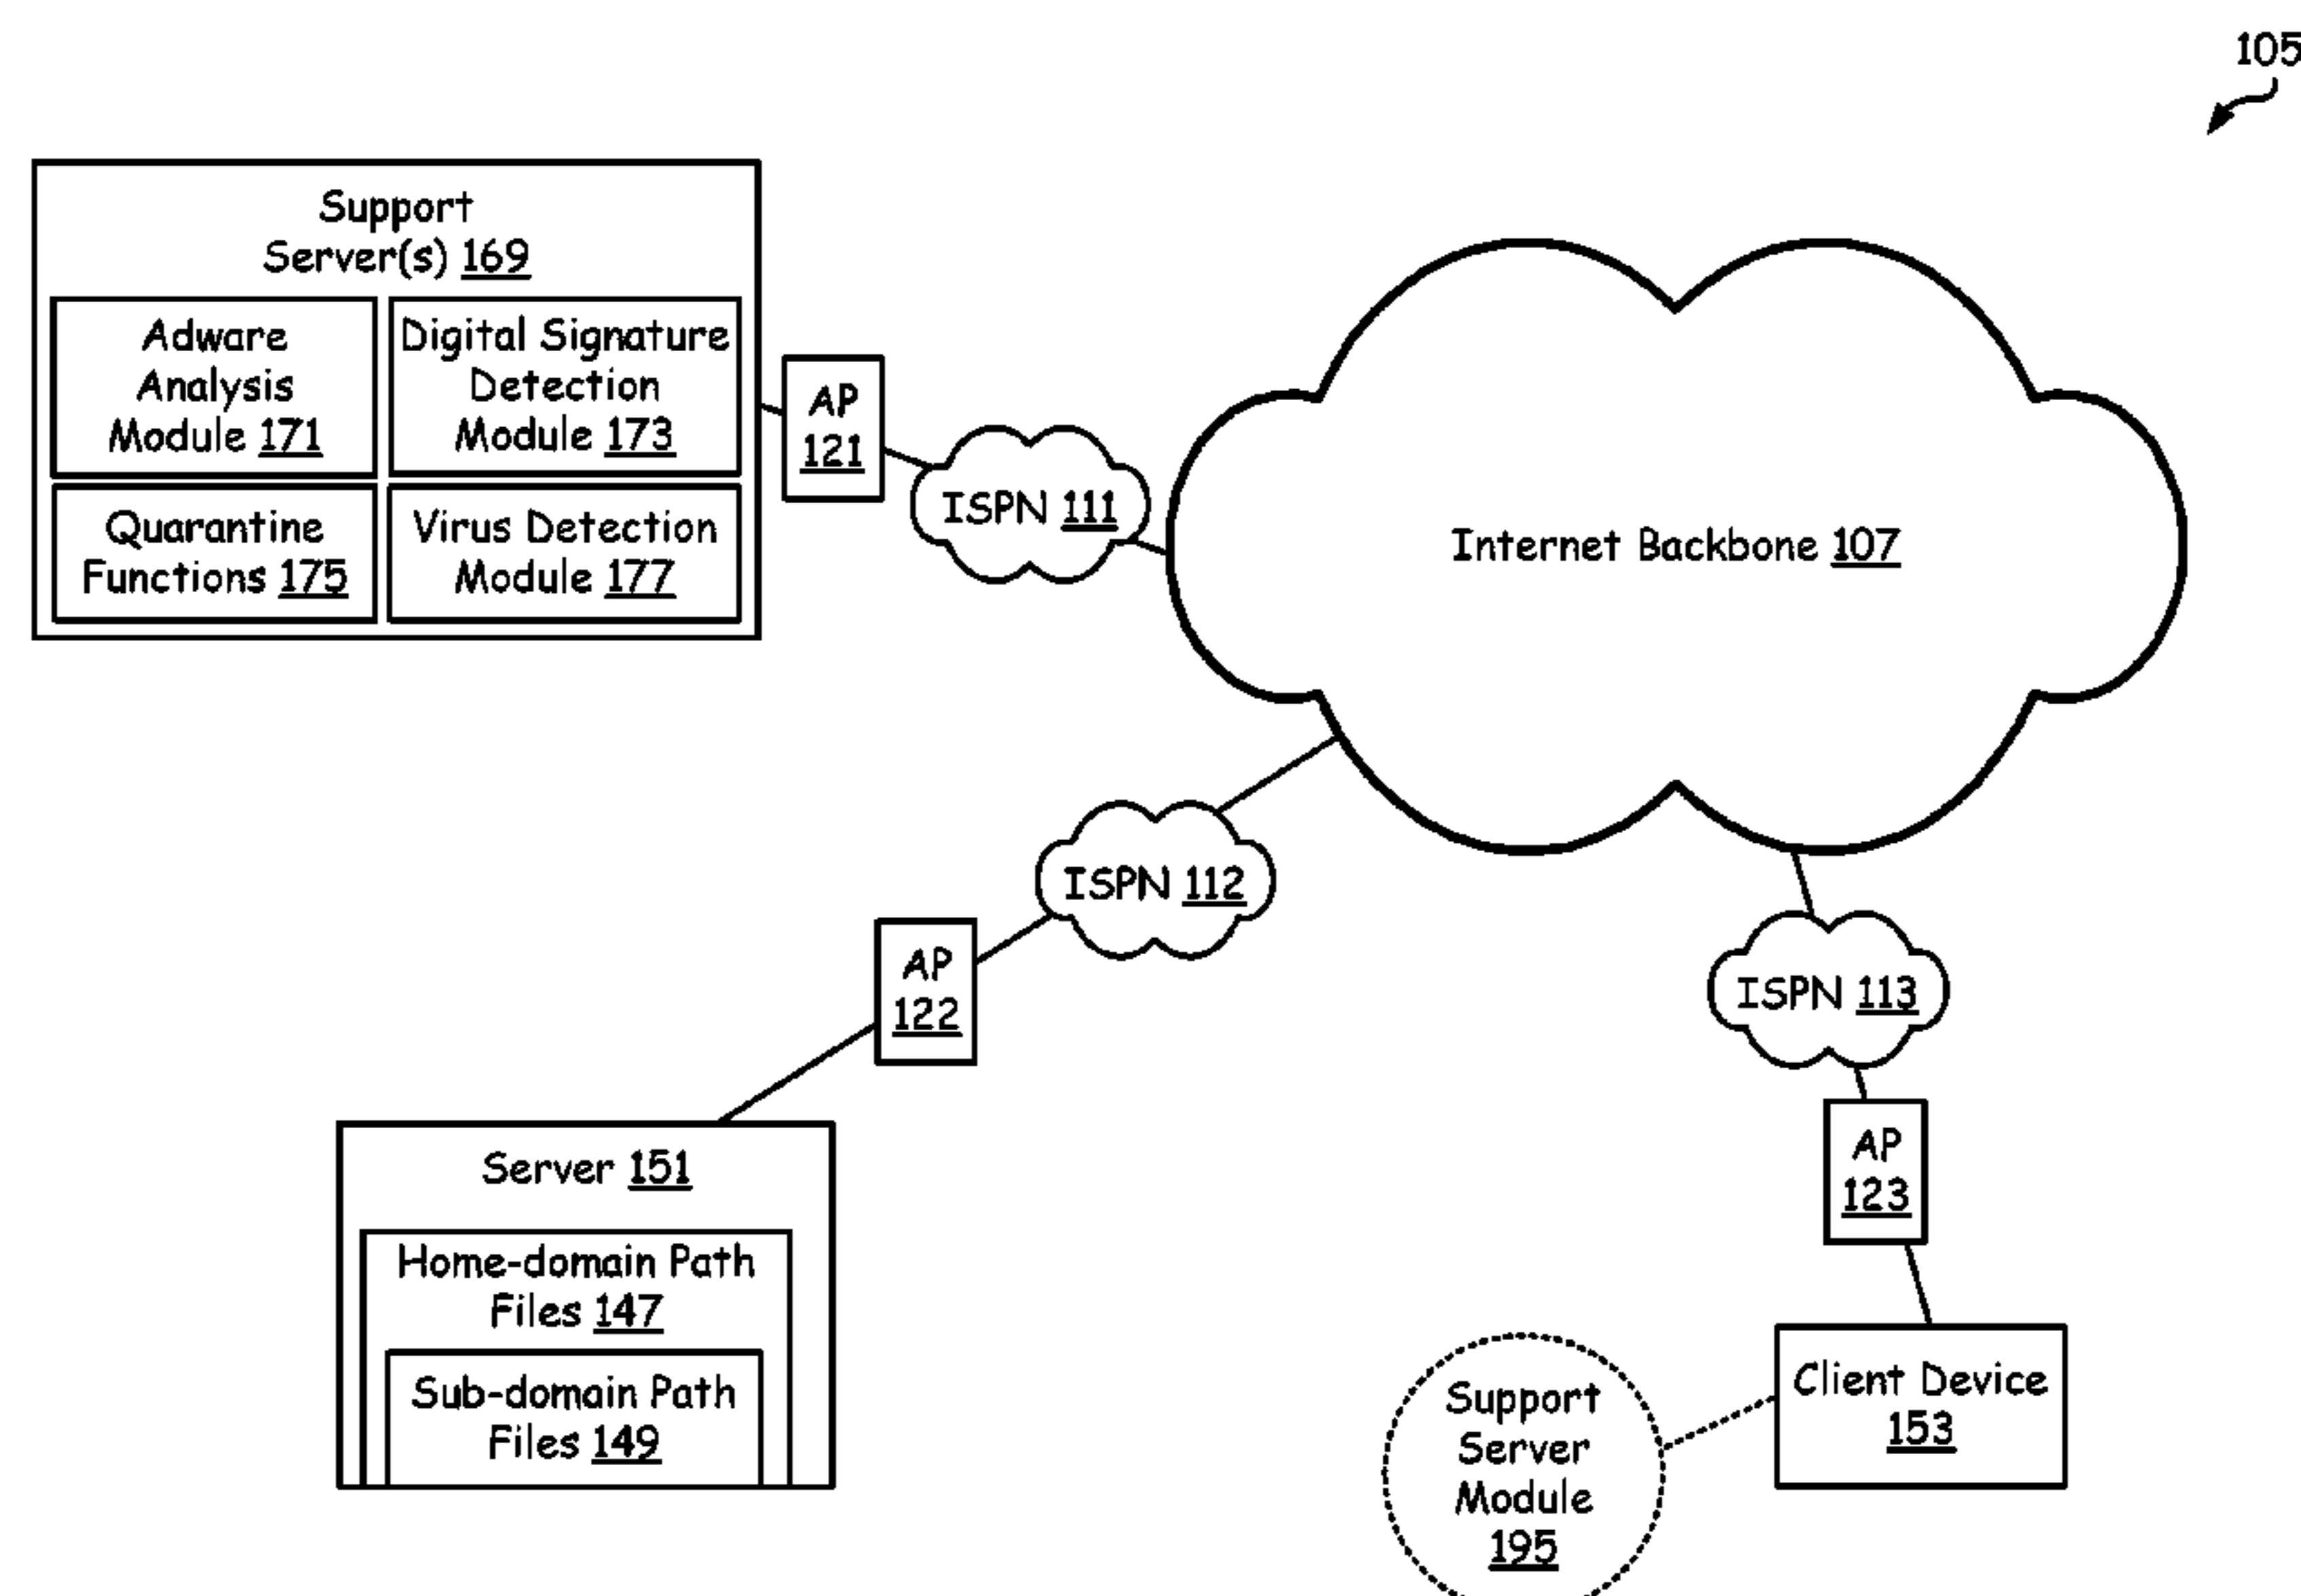 105
Support
Server(s) 169
Adware
Analysis
Module 171
Digital Signature
Detection
Module 173
Quarantine
Functions 175
Virus Detection
Module 177
AP
121
ISPN 111
Internet Backbone 107
ISPN 112
AP
122
ISPN 113
AP
123
Server 151
Home-domain Path
Files 147
Sub-domain Path
Files 149
Client Device
153
Support
Server
Module
195